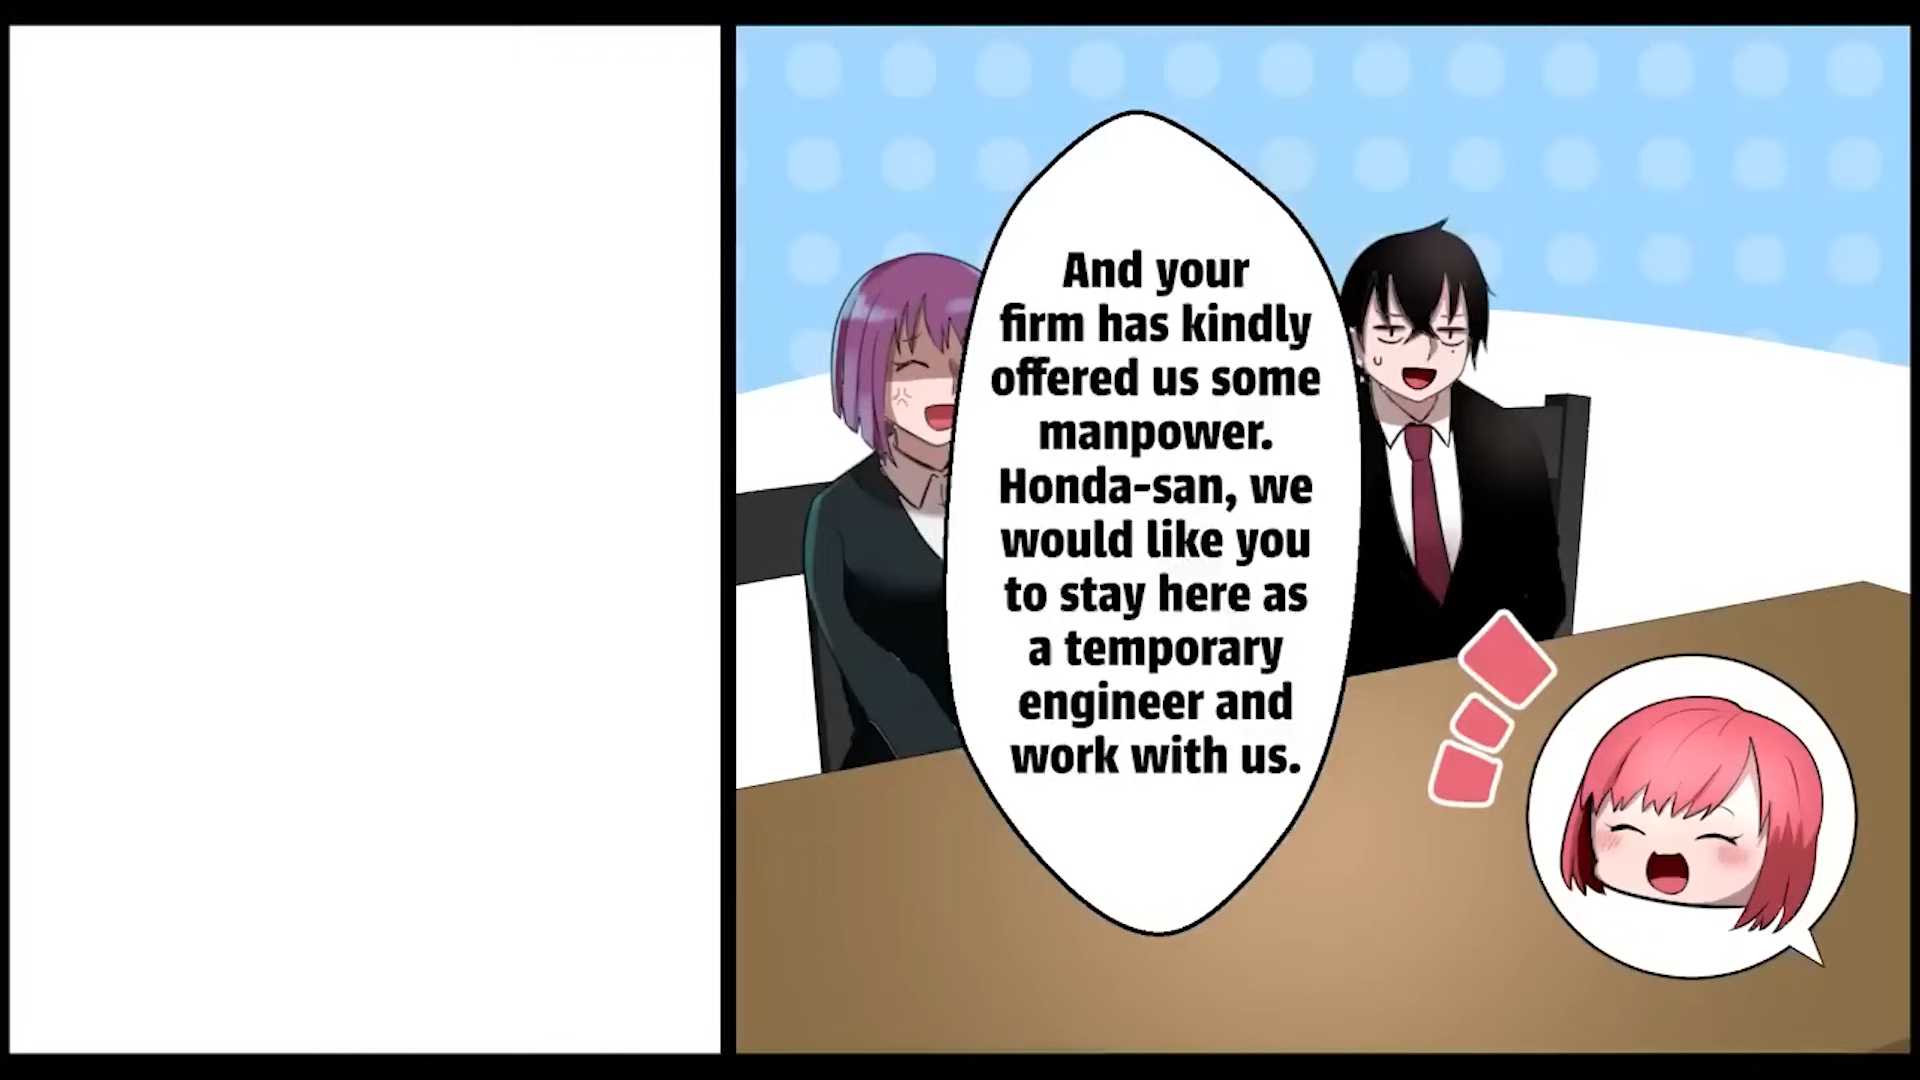 And your
firm has kindly
offered us some
manpower.
Honda-san, we
would like you
to stay here as
a temporary
engineer and
work with us.